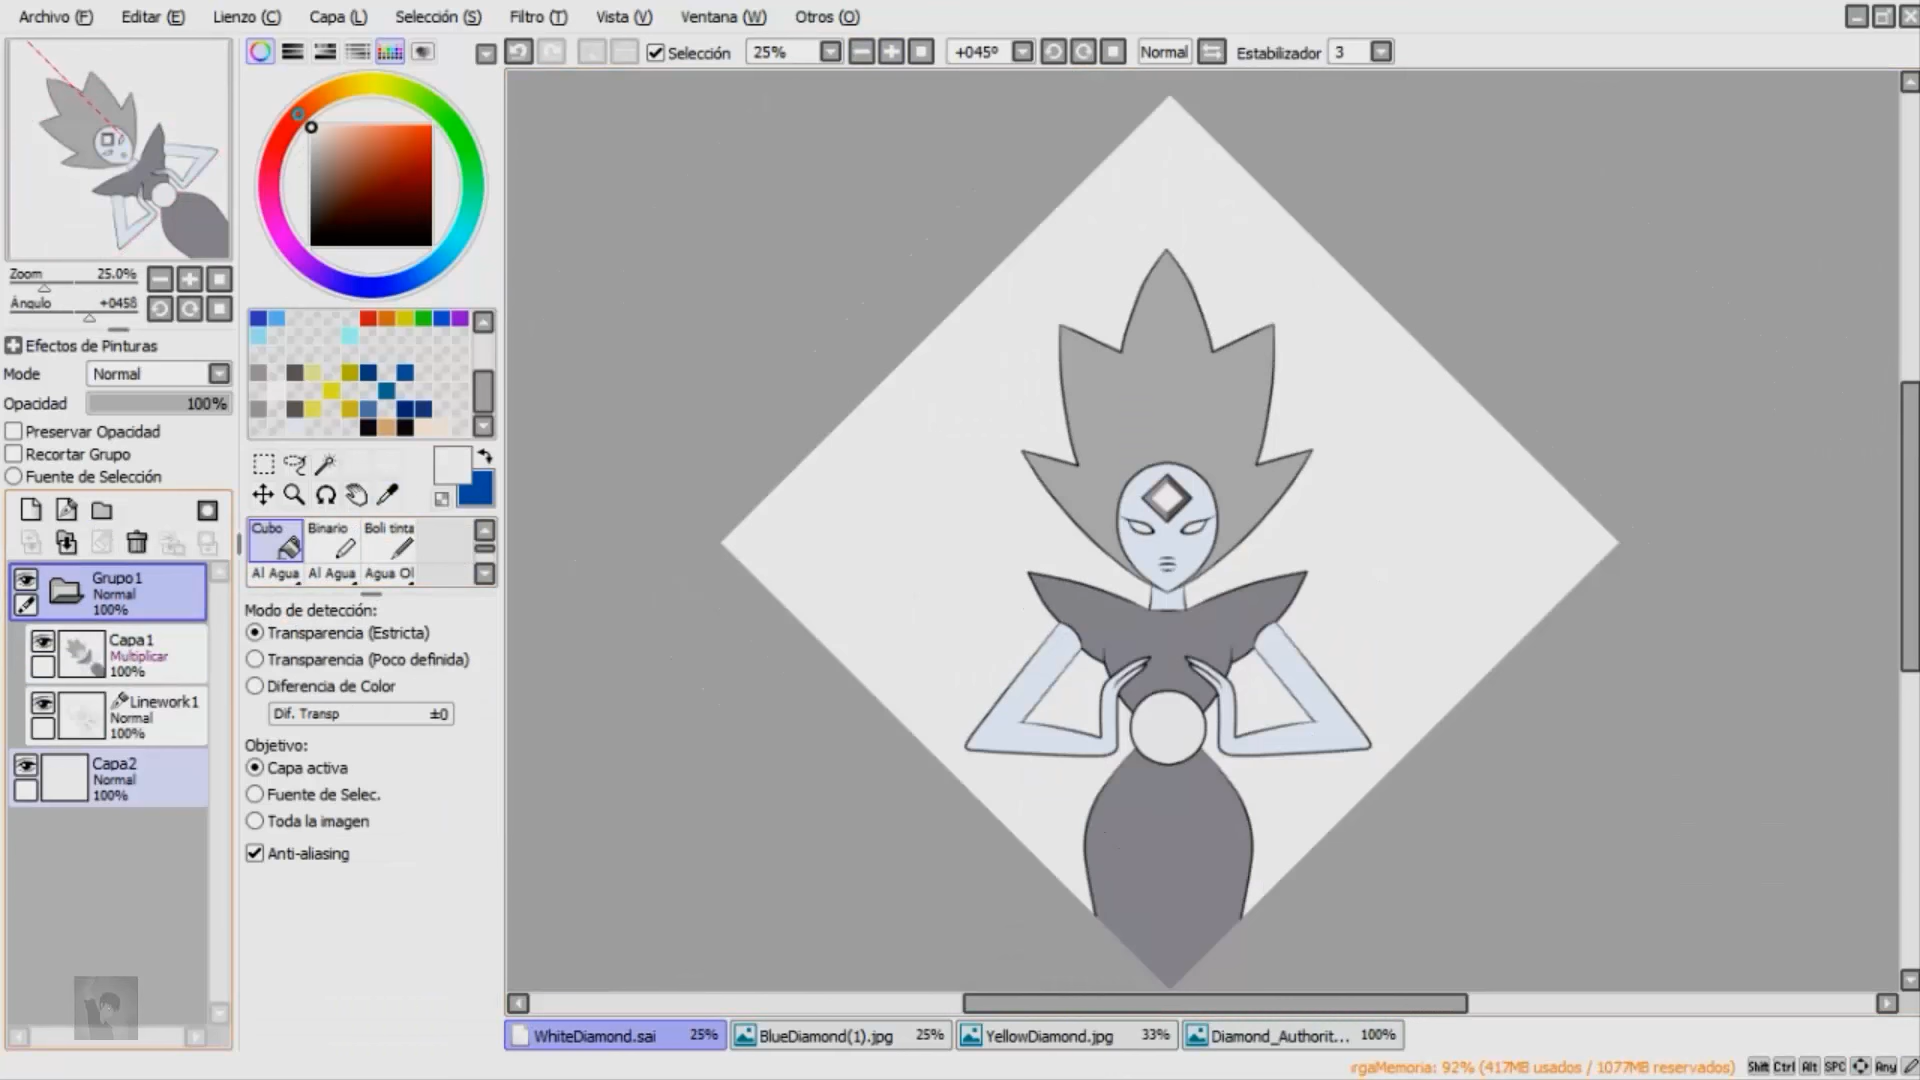 Archivo (F) Editar (E) Lienzo (C) Capa (L) Selección (S) Filtro (T) Vista (V) Ventana (W) Otros (O)
Selección 25% +045º Normal Estabilizador 3
Zoom 25.0%
Ángulo +045ß
Efectos de Pinturas
Mode Normal
Opacidad 100%
Preservar Opacidad
Recortar Grupo
Fuente de Selección
Grupo1
Normal
100%
Capa1
Multiplicar
100%
Linework1
Normal
100%
Capa2
Normal
100%
Cubo Binario Boli tinta
Al Agua Al Agua Agua Ol
Modo de detección:
Transparencia (Estricta)
Transparencia (Poco definida)
Diferencia de Color
Dif. Transp ±0
Objetivo:
Capa activa
Fuente de Selec.
Toda la imagen
Anti-aliasing
WhiteDiamond.sai 25% BlueDiamond(1).jpg 25% YellowDiamond.jpg 33% Diamond_Authorit... 100%
rgaMemoria: 92% (417MB usados / 1077MB reservados) Shift Ctrl Alt SPC Any